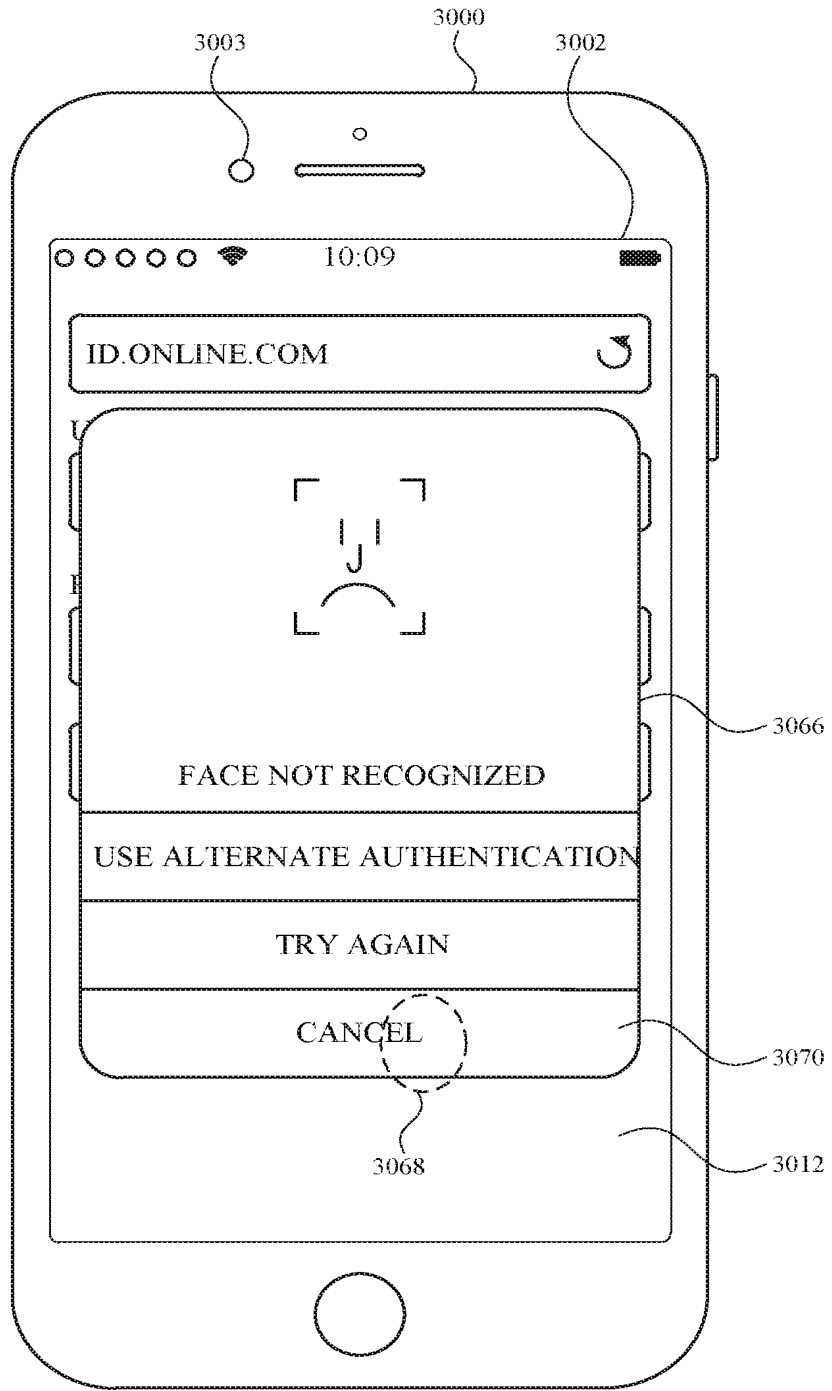 3000
3003
3002
10:09
ID.ONLINE.COM
U
FACE NOT RECOGNIZED
3066
USE ALTERNATE AUTHENTICATION
TRY AGAIN
CANCEL
3070
3068
3012